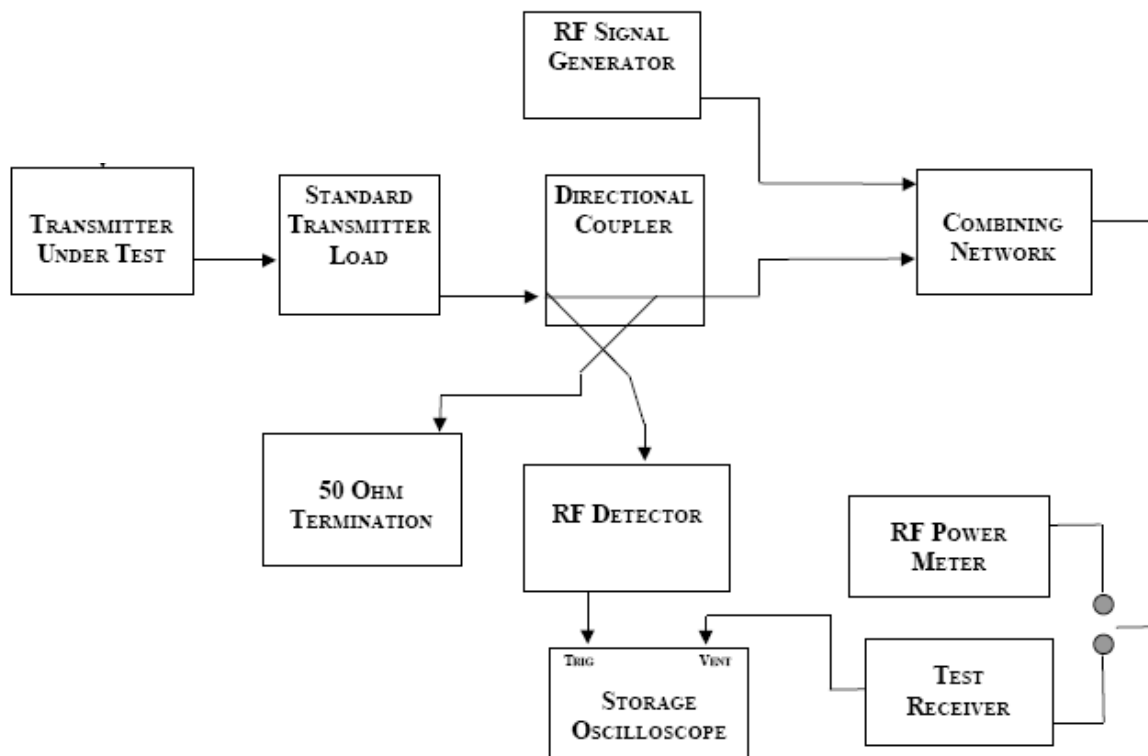 RF SIGNAL
GENERATOR
TRANSMITTER
UNDER TEST
STANDARD
TRANSMITTER
LOAD
DIRECTIONAL
COUPLER
COMBINING
NETWORK
50 OHM
TERMINATION
RF DETECTOR
RF POWER
METER
TRIG
VENT
STORAGE
OSCILLOSCOPE
TEST
RECEIVER